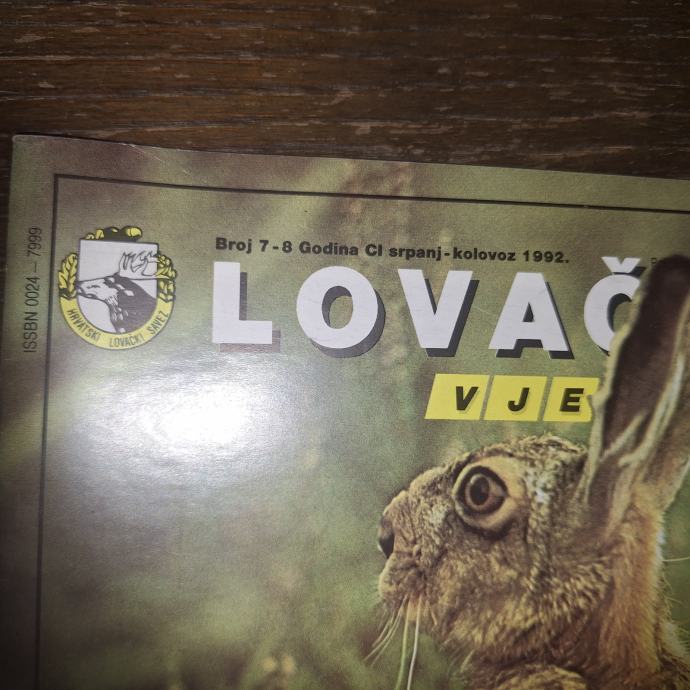 Broj 7-8 Godina CI srpanj-kolovoz 1992.
LOVAČ
VJE
HRVATSKI LOVAČKI SAVEZ
ISSBN 0024 — 7999